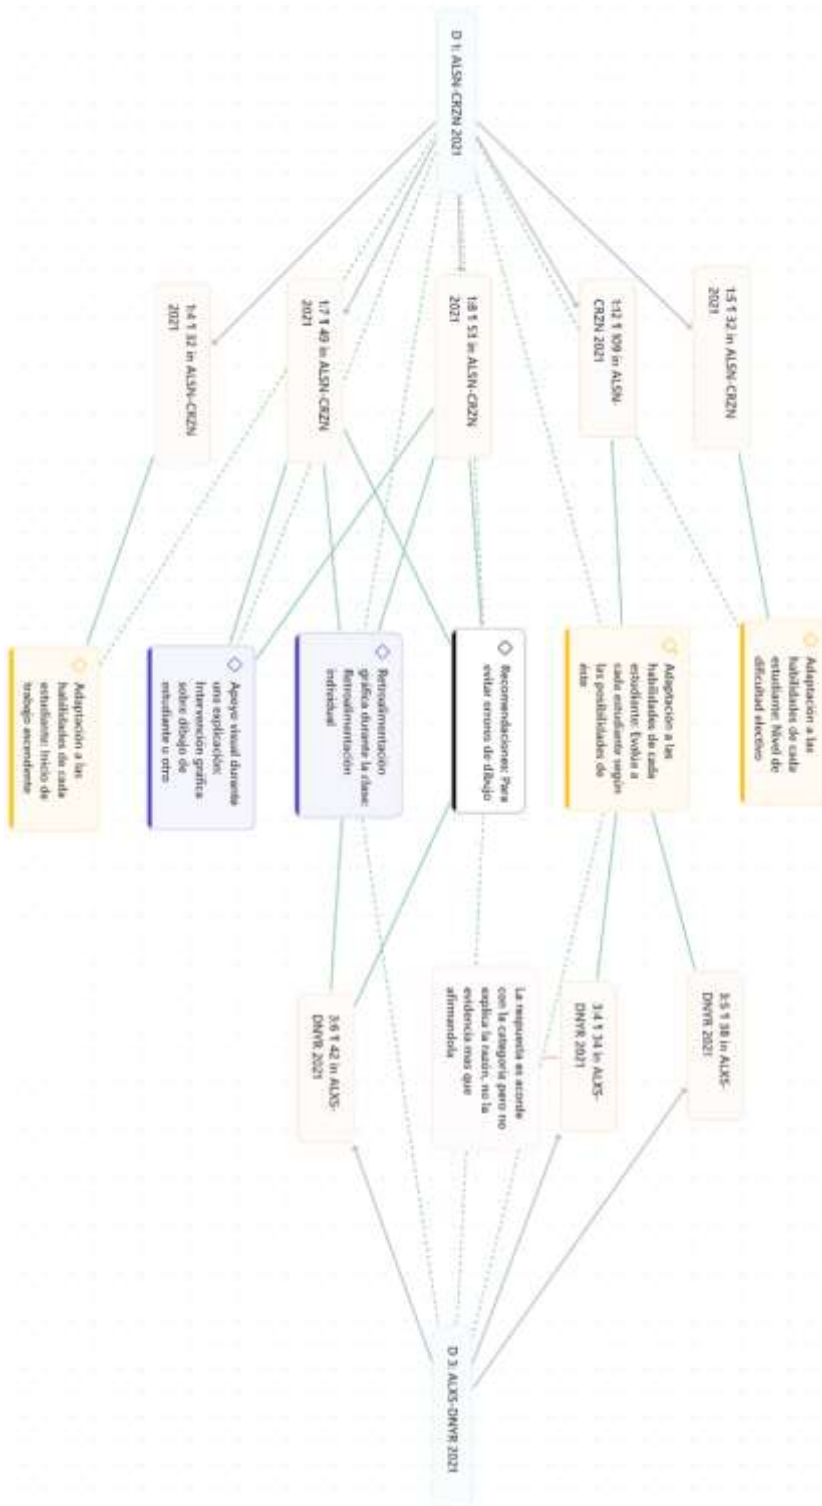 D 1: ALSN-CRZN 2021
1:5 ¶ 32 in ALSN-CRZN
2021
1:12 ¶ 109 in ALSN-
CRZN 2021
1:8 ¶ 51 in ALSN-CRZN
2021
1:7 ¶ 49 in ALSN-CRZN
2021
1:4 ¶ 32 in ALSN-CRZN
2021
Adaptación a las
habilidades de cada
estudiante: Nivel de
dificultad electivo
Adaptación a las
habilidades de cada
estudiante: Evalúa a
cada estudiante según
las posibilidades de
éste
Recomendaciones: Para
evitar errores de dibujo
Retroalimentación
gráfica durante la clase:
Retroalimentación
individual
Apoyo visual durante
una explicación:
Intervención gráfica
sobre dibujo de
estudiante u otro
Adaptación a las
habilidades de cada
estudiante: Inicio de
trabajo ascendente
3:5 ¶ 38 in ALXS-
DNYR 2021
3:4 ¶ 34 in ALXS-
DNYR 2021
La respuesta es acorde
con la categoría pero no
explica la razón, no la
evidencia mas que
afirmandola
3:6 ¶ 42 in ALXS-
DNYR 2021
D 3: ALXS-DNYR 2021